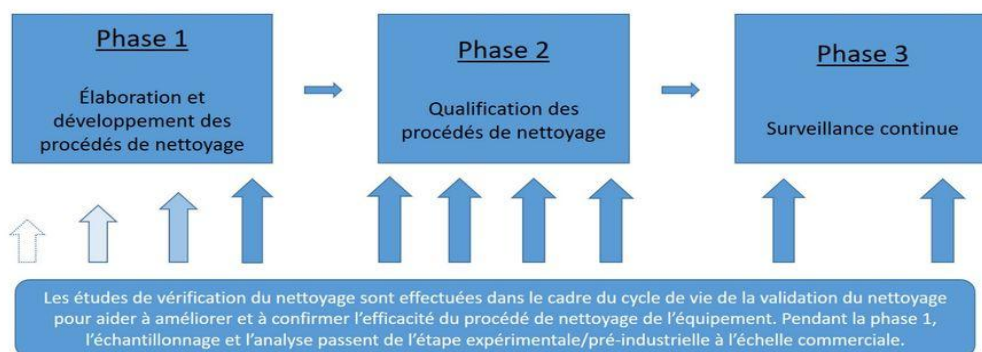 Phase 1
Élaboration et
développement des
procédés de nettoyage
Phase 2
Qualification des
procédés de nettoyage
Phase 3
Surveillance continue
Les études de vérification du nettoyage sont effectuées dans le cadre du cycle de vie de la validation du nettoyage
pour aider à améliorer et à confirmer l’efficacité du procédé de nettoyage de l’équipement. Pendant la phase 1,
l’échantillonnage et l’analyse passent de l’étape expérimentale/pré-industrielle à l’échelle commerciale.